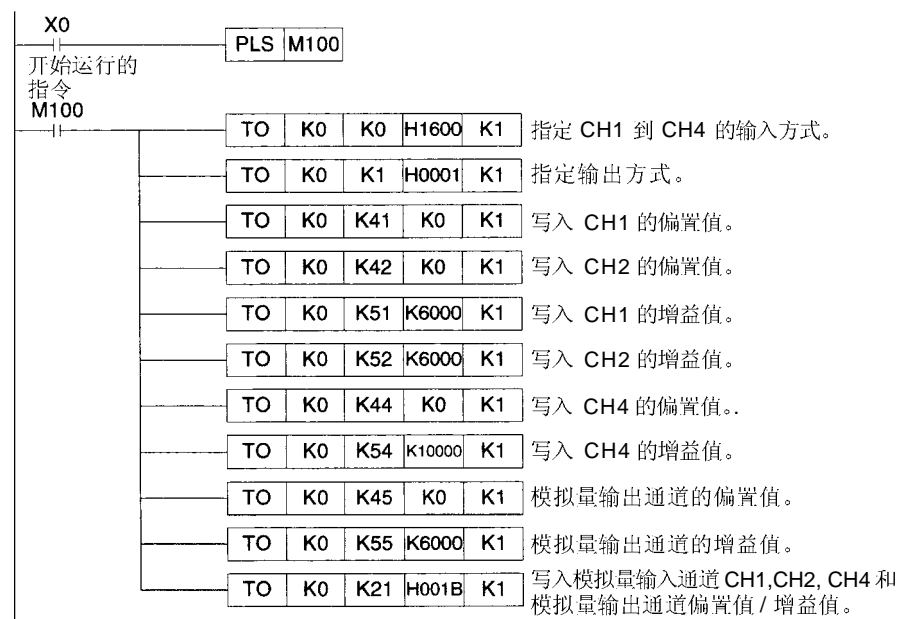 X0
PLS M100
开始运行的
指令
M100
TO K0 K0 H1600 K1 指定 CH1 到 CH4 的输入方式。
TO K0 K1 H0001 K1 指定输出方式。
TO K0 K41 K0 K1 写入 CH1 的偏置值。
TO K0 K42 K0 K1 写入 CH2 的偏置值。
TO K0 K51 K6000 K1 写入 CH1 的增益值。
TO K0 K52 K6000 K1 写入 CH2 的增益值。
TO K0 K44 K0 K1 写入 CH4 的偏置值。.
TO K0 K54 K10000 K1 写入 CH4 的增益值。
TO K0 K45 K0 K1 模拟量输出通道的偏置值。
TO K0 K55 K6000 K1 模拟量输出通道的增益值。
TO K0 K21 H001B K1 写入模拟量输入通道 CH1,CH2, CH4 和
模拟量输出通道偏置值 / 增益值。